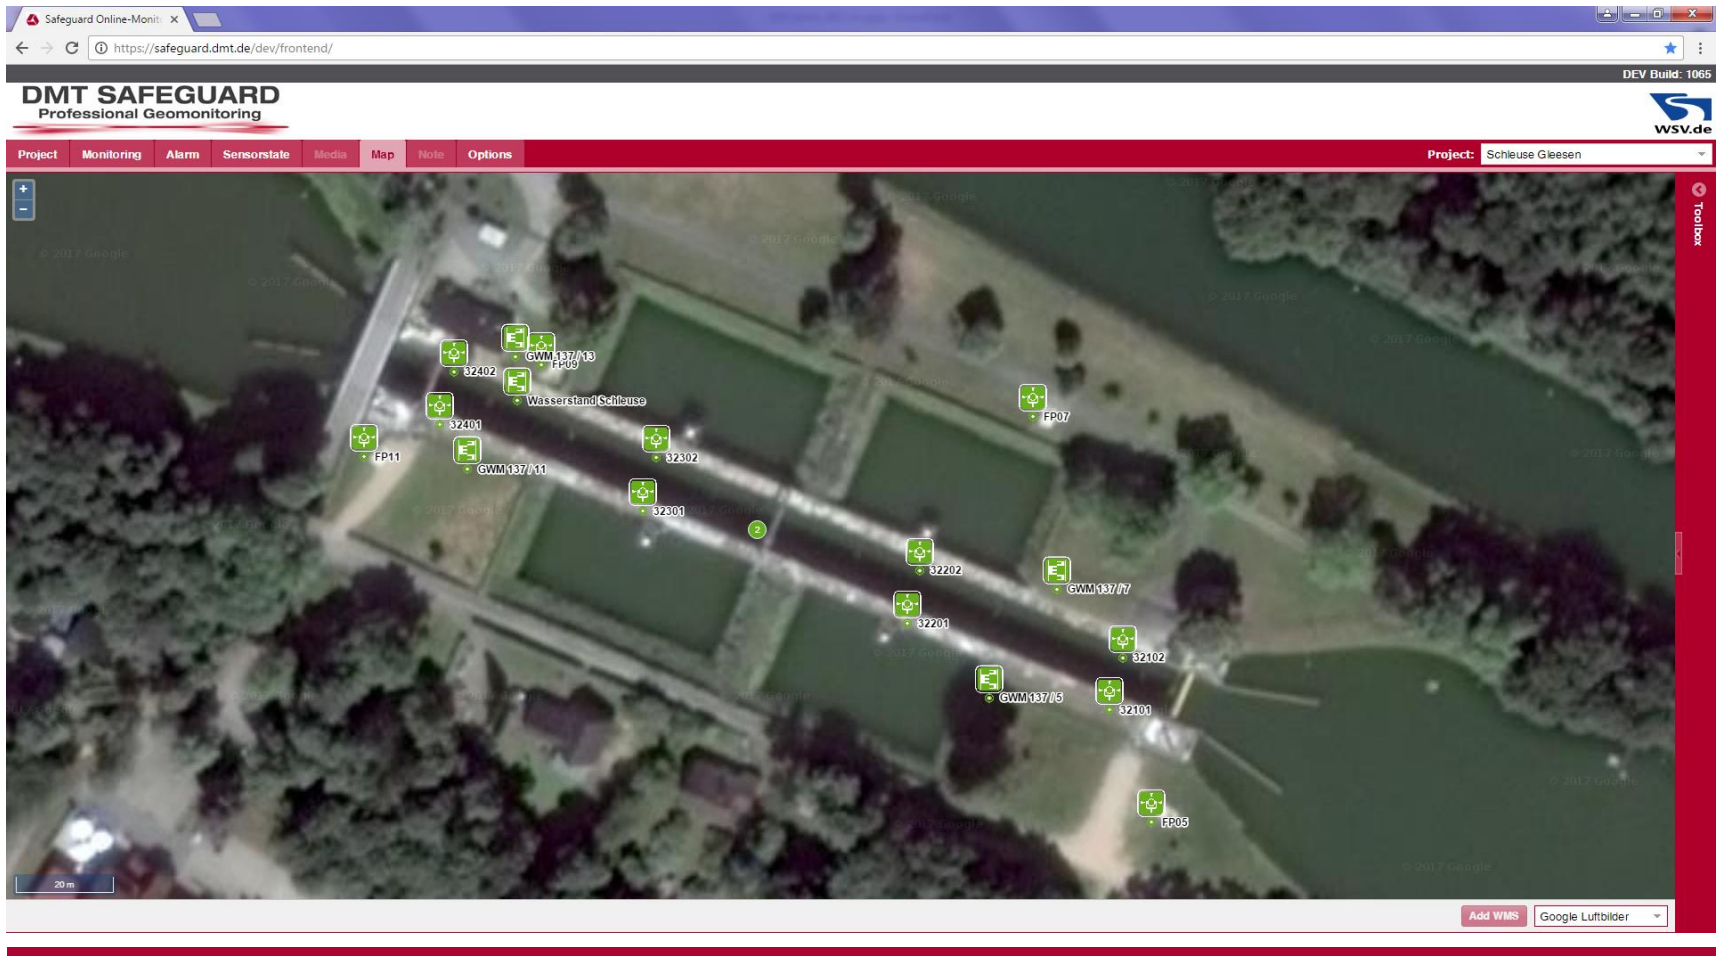 Safeguard Online-Monit
https://safeguard.dmt.de/dev/frontend/
DEV Build: 1065
DMT SAFEGUARD
Professional Geomonitoring
WSV.de
Project Monitoring Alarm Sensorstate Media Map Note Options
Project: Schleuse Gleesen
+
-
Toolbox
© 2017 Google
GWM 137 / 13
FP09
32402
Wasserstand Schleuse
32401
FP07
FP11
GWM 137 / 11
32302
32301
2
32202
GWM 137 / 7
32201
32102
GWM 137 / 5
32101
FP05
20 m
Add WMS
Google Luftbilder